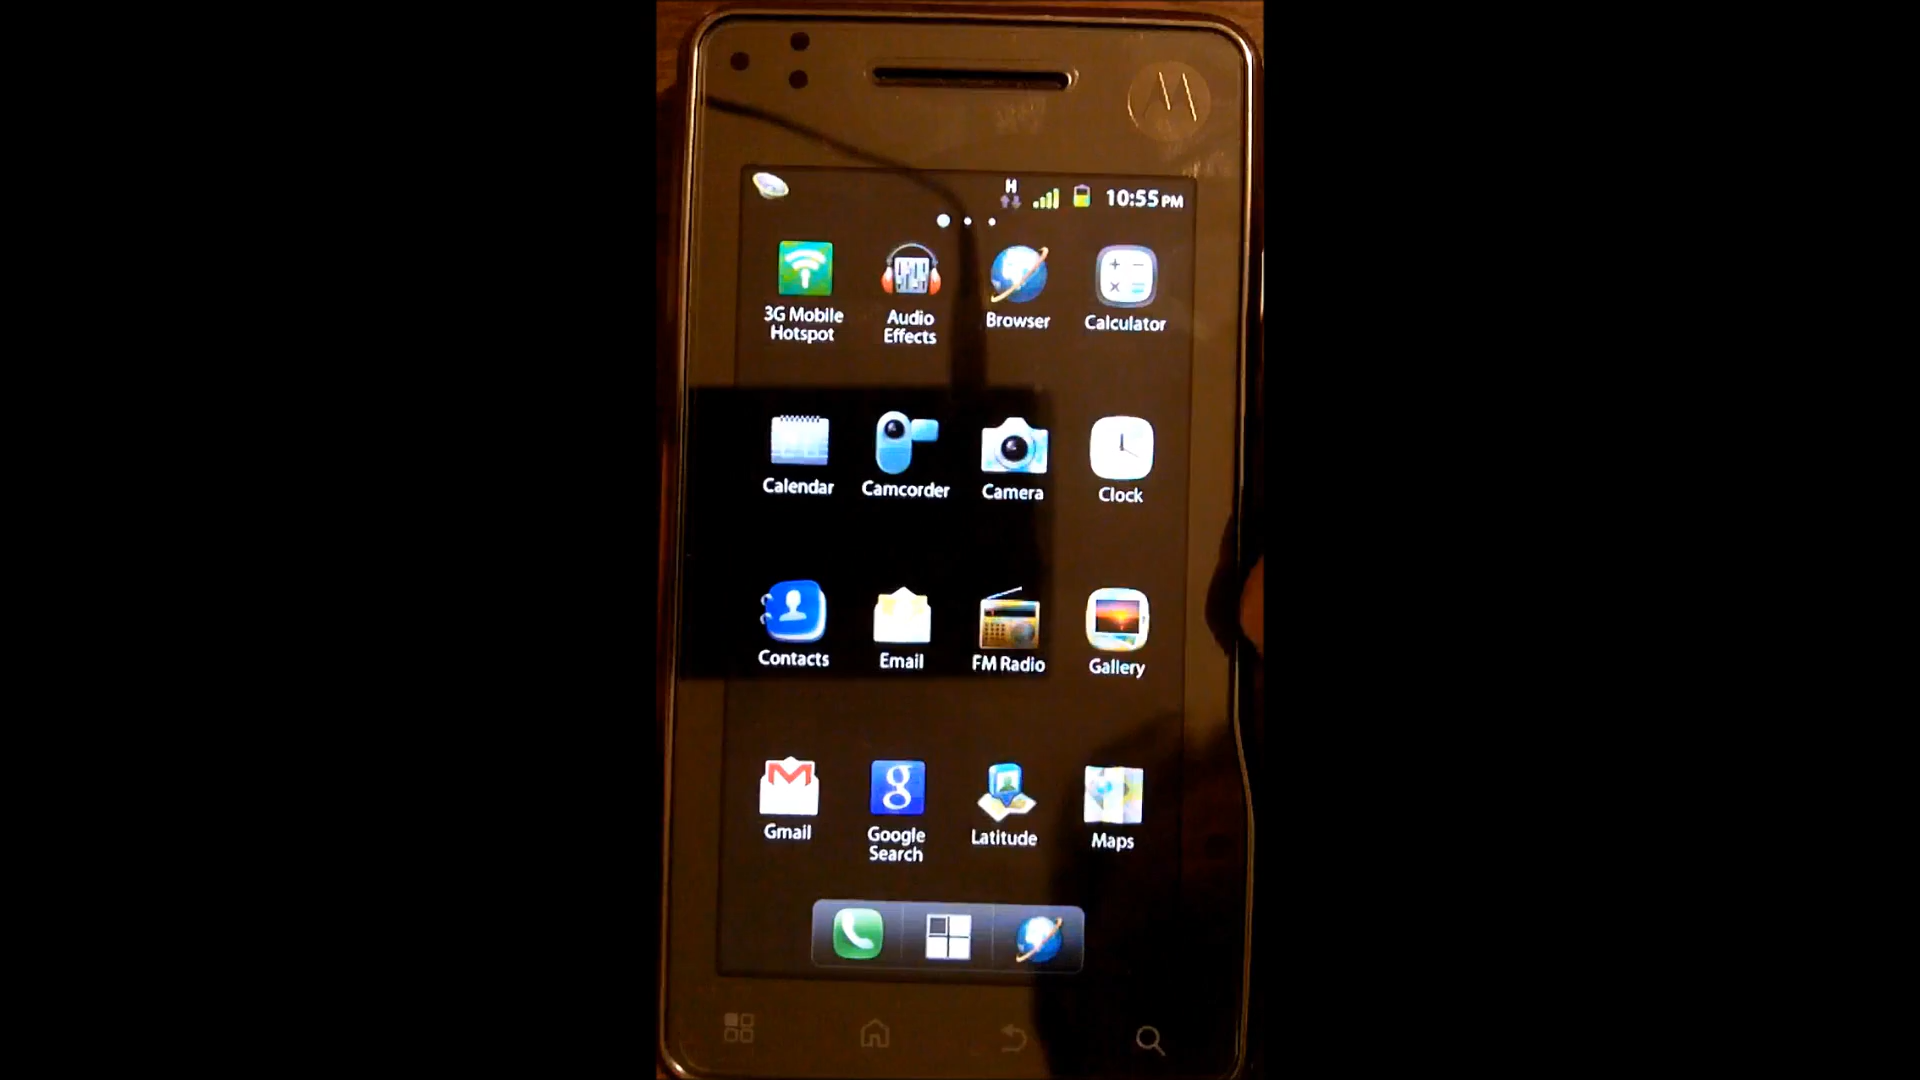 H
10:55 PM
3G Mobile
Hotspot
Audio
Effects
Browser
Calculator
Calendar
Camcorder
Camera
Clock
Contacts
Email
FM Radio
Gallery
Gmail
Google
Search
Latitude
Maps